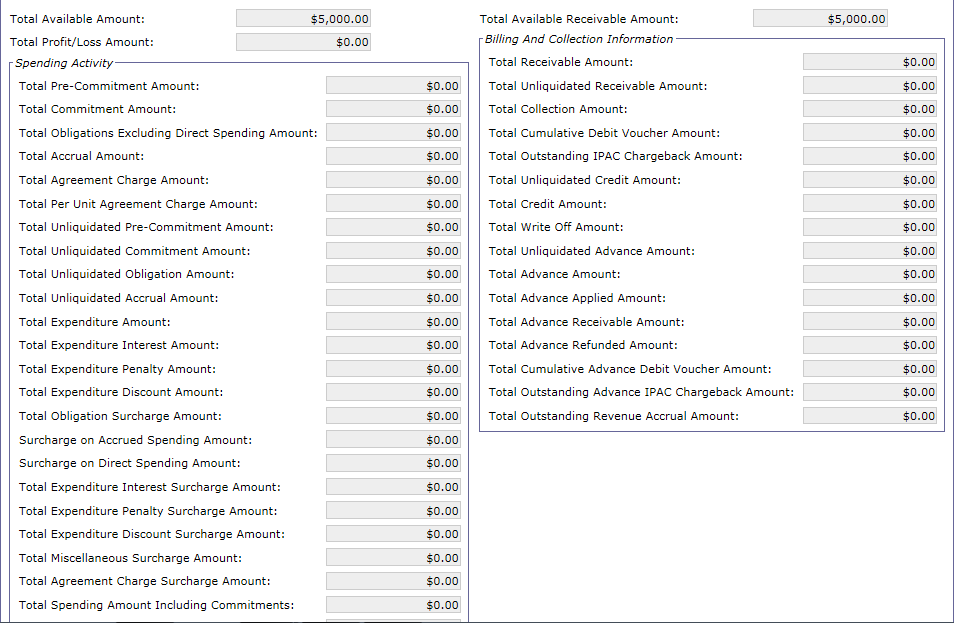 Total Available Amount: $5,000.00
Total Profit/Loss Amount: $0.00
Spending Activity
Total Pre-Commitment Amount: $0.00
Total Commitment Amount: $0.00
Total Obligations Excluding Direct Spending Amount: $0.00
Total Accrual Amount: $0.00
Total Agreement Charge Amount: $0.00
Total Per Unit Agreement Charge Amount: $0.00
Total Unliquidated Pre-Commitment Amount: $0.00
Total Unliquidated Commitment Amount: $0.00
Total Unliquidated Obligation Amount: $0.00
Total Unliquidated Accrual Amount: $0.00
Total Expenditure Amount: $0.00
Total Expenditure Interest Amount: $0.00
Total Expenditure Penalty Amount: $0.00
Total Expenditure Discount Amount: $0.00
Total Obligation Surcharge Amount: $0.00
Surcharge on Accrued Spending Amount: $0.00
Surcharge on Direct Spending Amount: $0.00
Total Expenditure Interest Surcharge Amount: $0.00
Total Expenditure Penalty Surcharge Amount: $0.00
Total Expenditure Discount Surcharge Amount: $0.00
Total Miscellaneous Surcharge Amount: $0.00
Total Agreement Charge Surcharge Amount: $0.00
Total Spending Amount Including Commitments: $0.00
Total Available Receivable Amount: $5,000.00
Billing And Collection Information
Total Receivable Amount: $0.00
Total Unliquidated Receivable Amount: $0.00
Total Collection Amount: $0.00
Total Cumulative Debit Voucher Amount: $0.00
Total Outstanding IPAC Chargeback Amount: $0.00
Total Unliquidated Credit Amount: $0.00
Total Credit Amount: $0.00
Total Write Off Amount: $0.00
Total Unliquidated Advance Amount: $0.00
Total Advance Amount: $0.00
Total Advance Applied Amount: $0.00
Total Advance Receivable Amount: $0.00
Total Advance Refunded Amount: $0.00
Total Cumulative Advance Debit Voucher Amount: $0.00
Total Outstanding Advance IPAC Chargeback Amount: $0.00
Total Outstanding Revenue Accrual Amount: $0.00